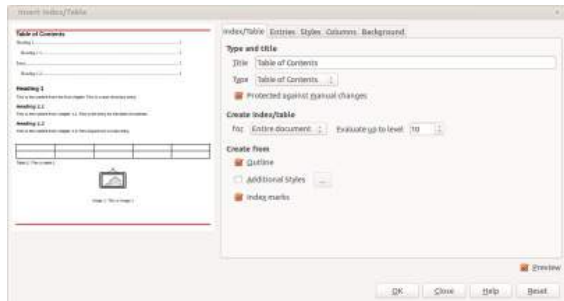 Insert Index/Table
Table of Contents
Heading 1
Heading 1.1
Heading 1.2
Index/Table Entries Styles Columns Background
Type and title
Title Table of Contents
Type Table of Contents
Protected against manual changes
Create index/table
For Entire document Evaluate up to level 10
Create from
Outline
Additional Styles ...
Index marks
Preview
OK Close Help Reset